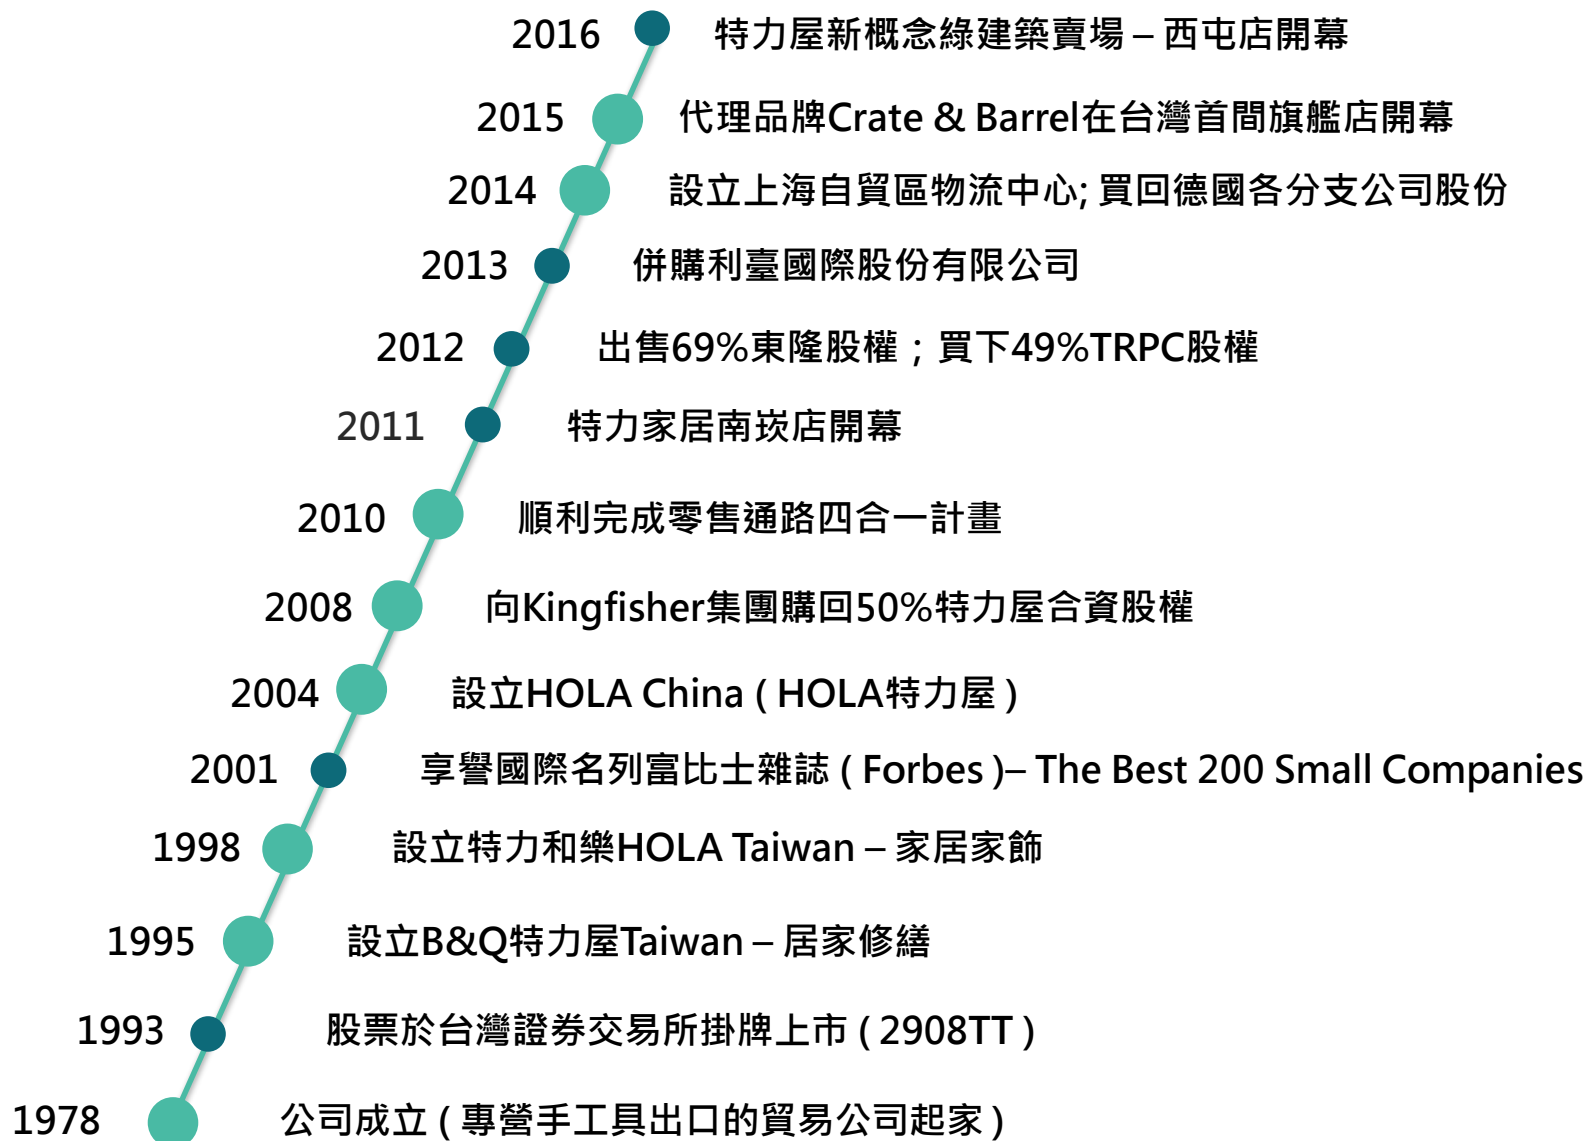 2016 特力屋新概念綠建築賣場 – 西屯店開幕
2015 代理品牌Crate & Barrel在台灣首間旗艦店開幕
2014 設立上海自貿區物流中心; 買回德國各分支公司股份
2013 併購利臺國際股份有限公司
2012 出售69%東隆股權；買下49%TRPC股權
2011 特力家居南崁店開幕
2010 順利完成零售通路四合一計畫
2008 向Kingfisher集團購回50%特力屋合資股權
2004 設立HOLA China ( HOLA特力屋 )
2001 享譽國際名列富比士雜誌 ( Forbes )– The Best 200 Small Companies
1998 設立特力和樂HOLA Taiwan – 家居家飾
1995 設立B&Q特力屋Taiwan – 居家修繕
1993 股票於台灣證券交易所掛牌上市 ( 2908TT )
1978 公司成立 ( 專營手工具出口的貿易公司起家 )